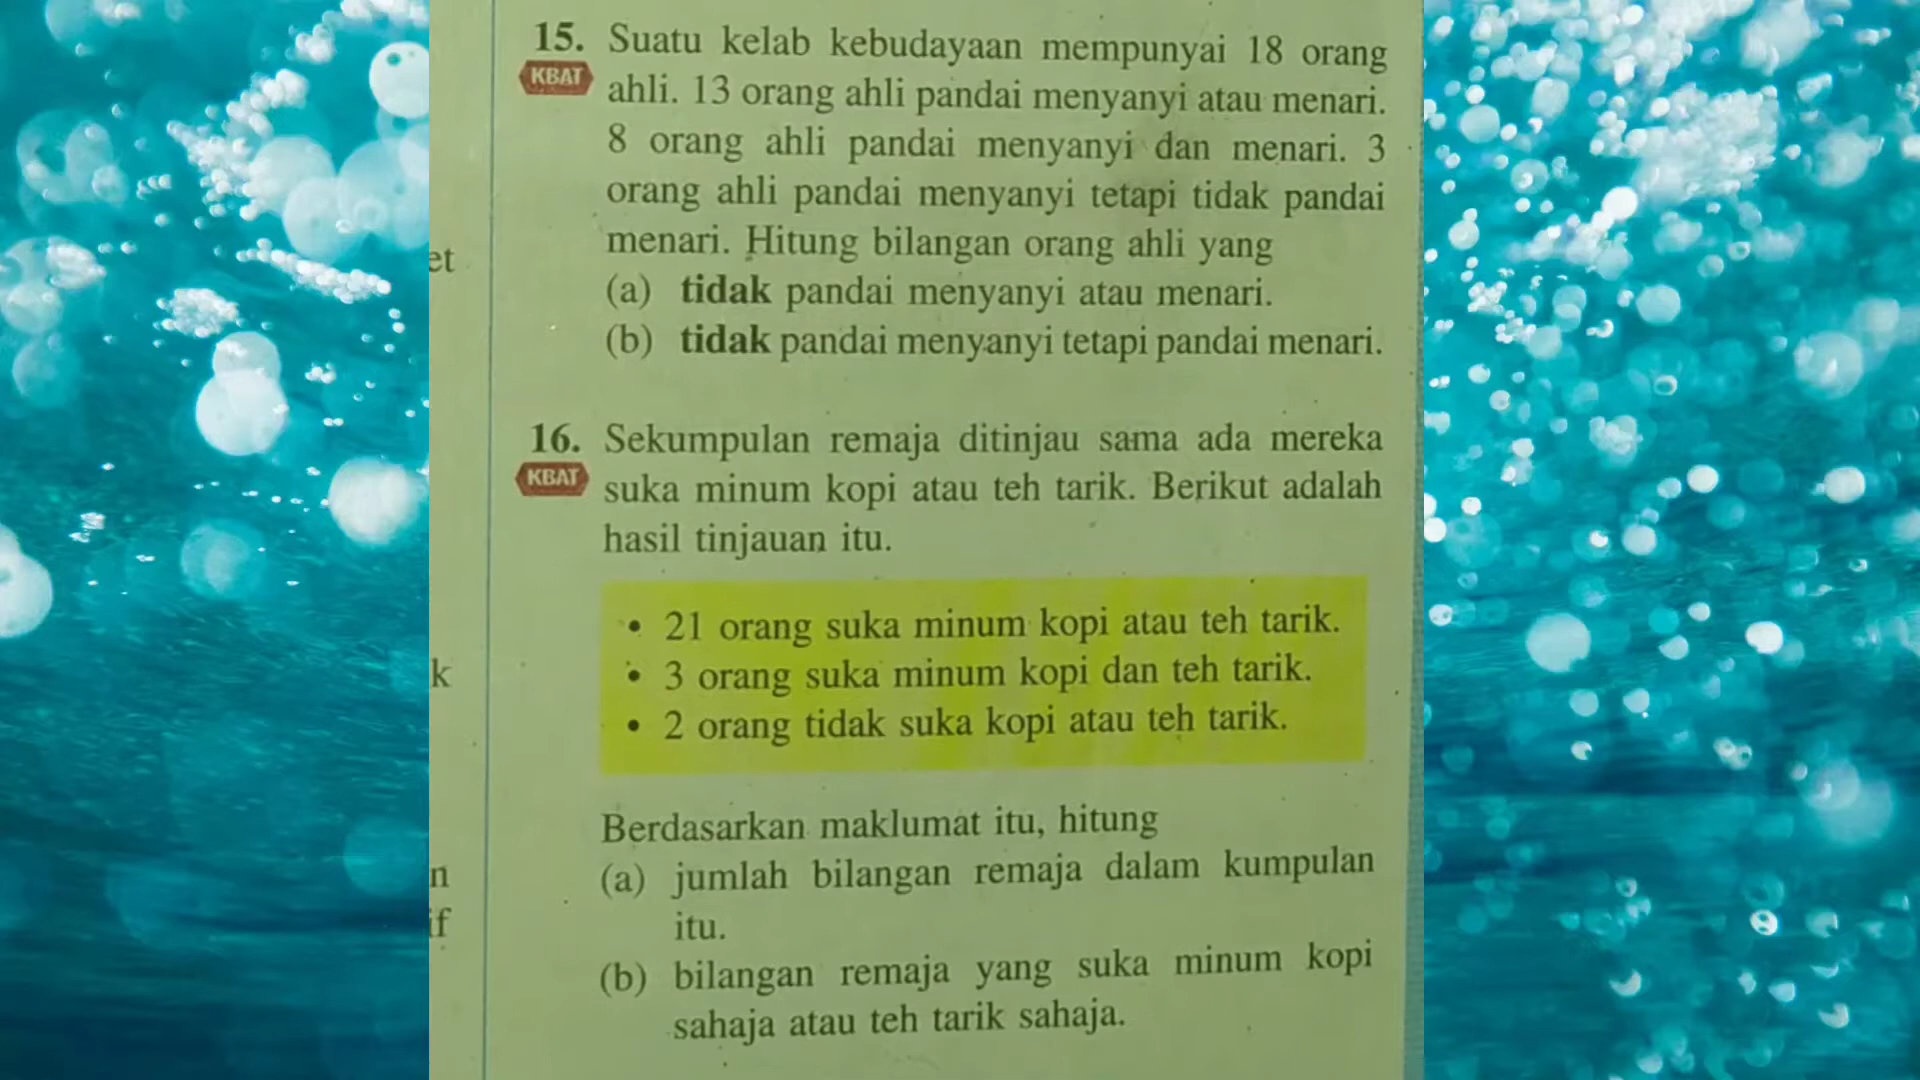 15. Suatu kelab kebudayaan mempunyai 18 orang
KBAT ahli. 13 orang ahli pandai menyanyi atau menari.
8 orang ahli pandai menyanyi dan menari. 3
orang ahli pandai menyanyi tetapi tidak pandai
menari. Hitung bilangan orang ahli yang
(a) tidak pandai menyanyi atau menari.
(b) tidak pandai menyanyi tetapi pandai menari.
16. Sekumpulan remaja ditinjau sama ada mereka
KBAT suka minum kopi atau teh tarik. Berikut adalah
hasil tinjauan itu.
• 21 orang suka minum kopi atau teh tarik.
• 3 orang suka minum kopi dan teh tarik.
• 2 orang tidak suka kopi atau teh tarik.
Berdasarkan maklumat itu, hitung
(a) jumlah bilangan remaja dalam kumpulan
itu.
(b) bilangan remaja yang suka minum kopi
sahaja atau teh tarik sahaja.
et
k
n
if